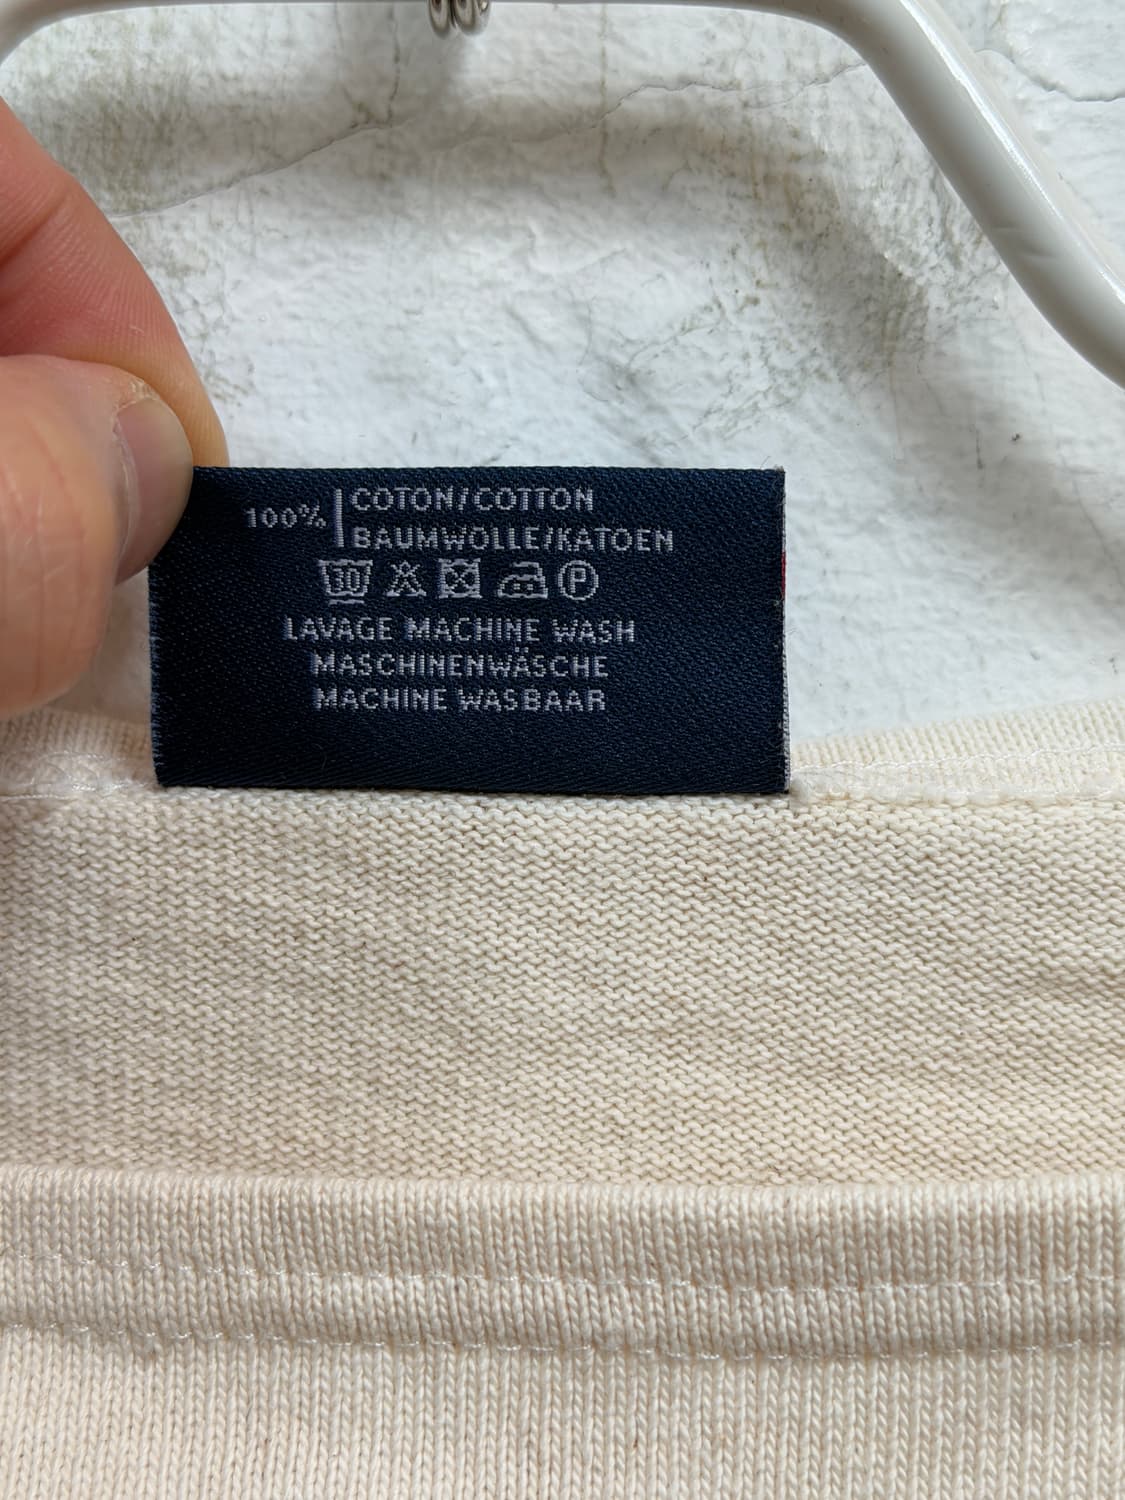 100% COTON/COTTON
BAUMWOLLE/KATOEN
30 P
LAVAGE MACHINE WASH
MASCHINENWÄSCHE
MACHINE WASBAAR